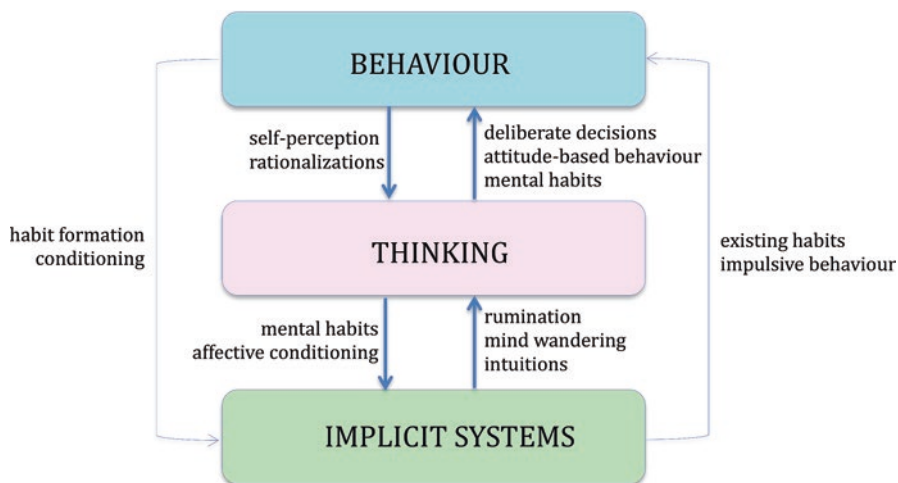 BEHAVIOUR
self-perception
rationalizations
deliberate decisions
attitude-based behaviour
mental habits
habit formation
conditioning
THINKING
existing habits
impulsive behaviour
mental habits
affective conditioning
rumination
mind wandering
intuitions
IMPLICIT SYSTEMS